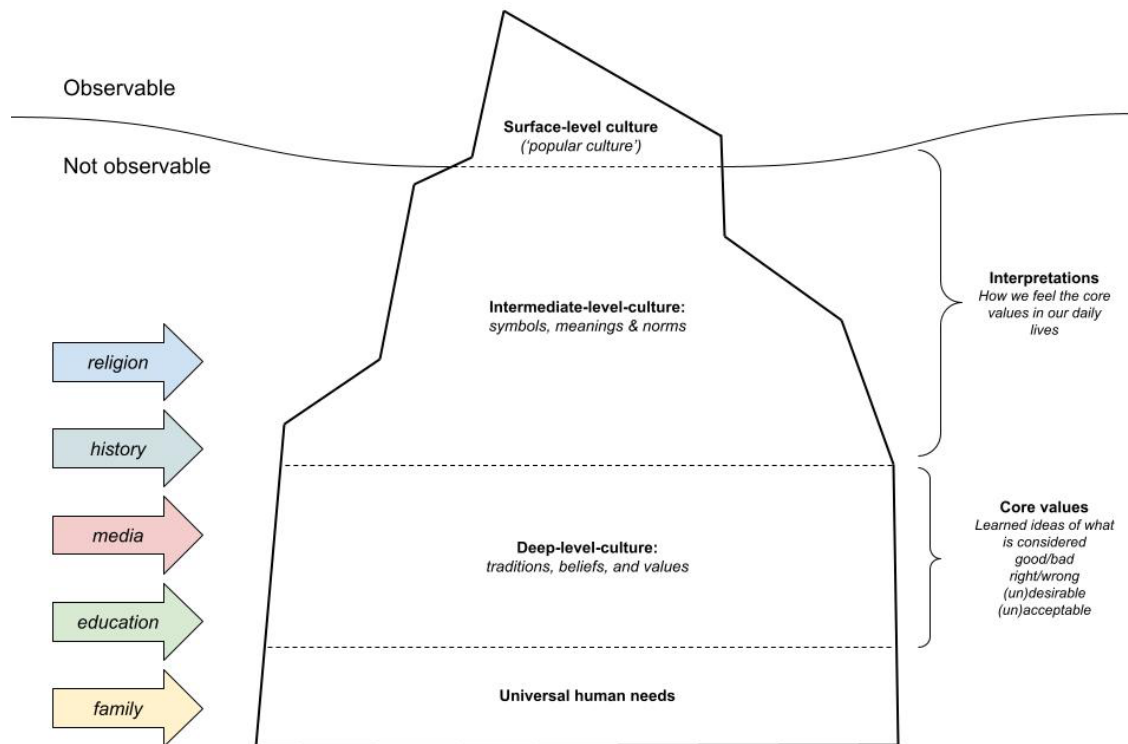 Observable
Surface-level culture
('popular culture')
Not observable
Interpretations
How we feel the core
values in our daily
lives
Intermediate-level-culture:
symbols, meanings & norms
religion
history
media
education
family
Core values
Learned ideas of what
is considered
good/bad
right/wrong
(un)desirable
(un)acceptable
Deep-level-culture:
traditions, beliefs, and values
Universal human needs